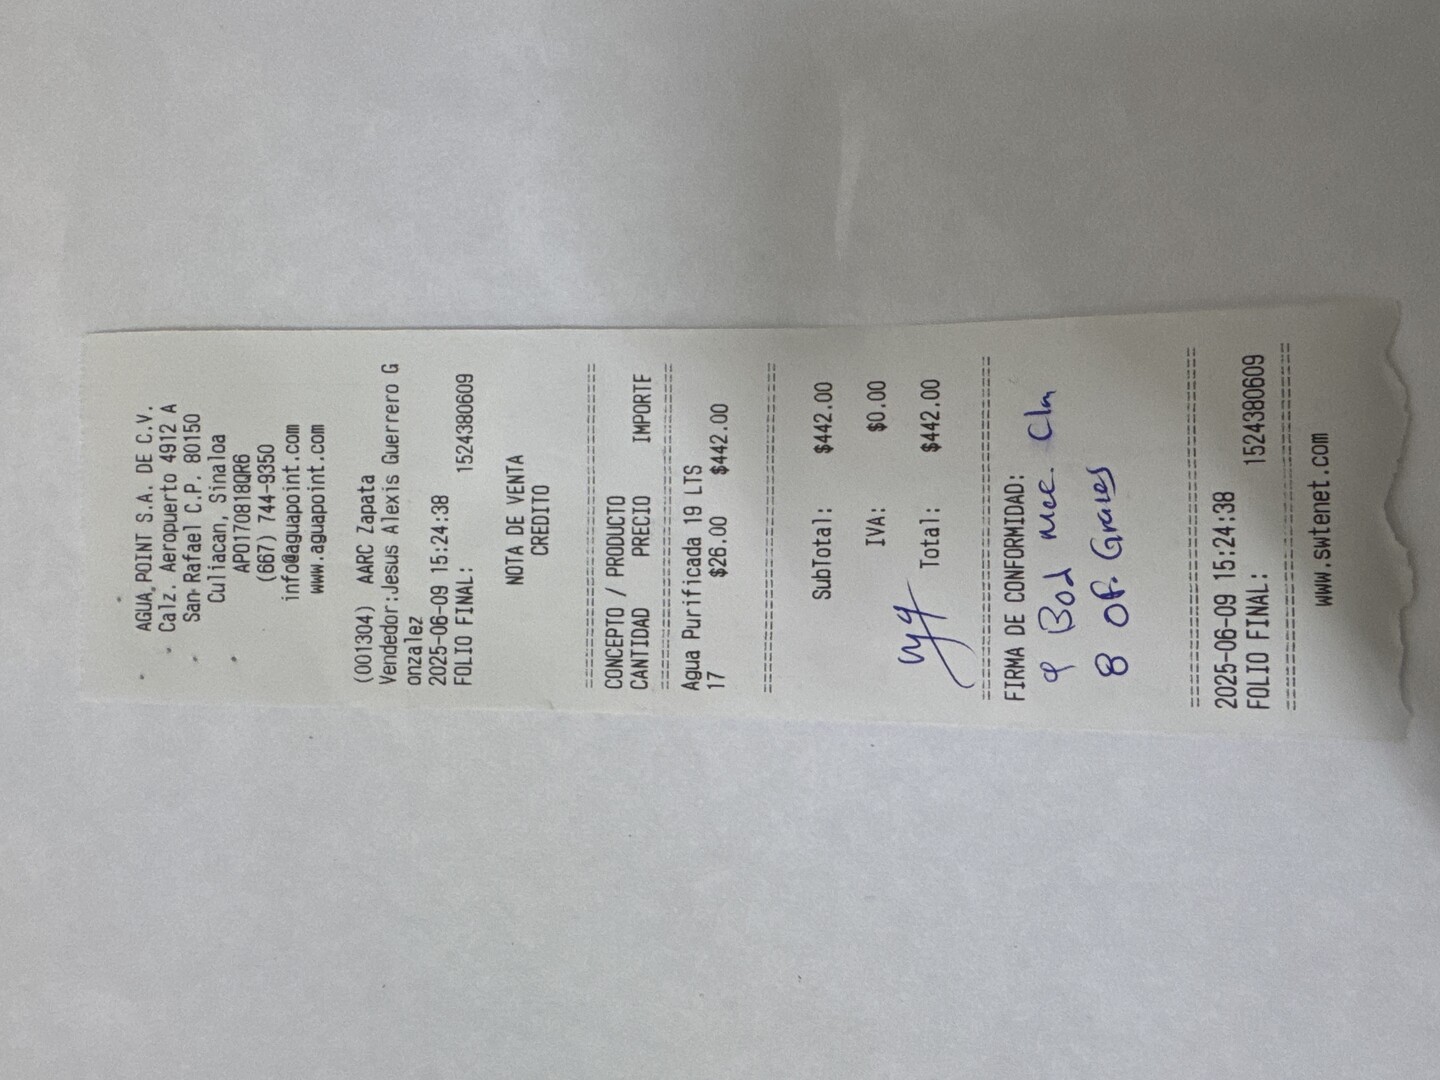 AGUA POINT S.A. DE C.V.
Calz. Aeropuerto 4912 A
San Rafael C.P. 80150
Culiacan, Sinaloa
APO170818QR6
(667) 744-9350
info@aguapoint.com
www.aguapoint.com
(001304) AARC Zapata
Vendedor:Jesus Alexis Guerrero G
onzalez
2025-06-09 15:24:38
FOLIO FINAL: 1524380609
NOTA DE VENTA
CREDITO
==============================
CONCEPTO / PRODUCTO
CANTIDAD PRECIO IMPORTE
==============================
Agua Purificada 19 LTS
17 $26.00 $442.00
==============================
SubTotal: $442.00
IVA: $0.00
Total: $442.00
==============================
FIRMA DE CONFORMIDAD:
9 Bod Mee
8 Of. Grales
==============================
2025-06-09 15:24:38
FOLIO FINAL: 1524380609
==============================
www.swtenet.com